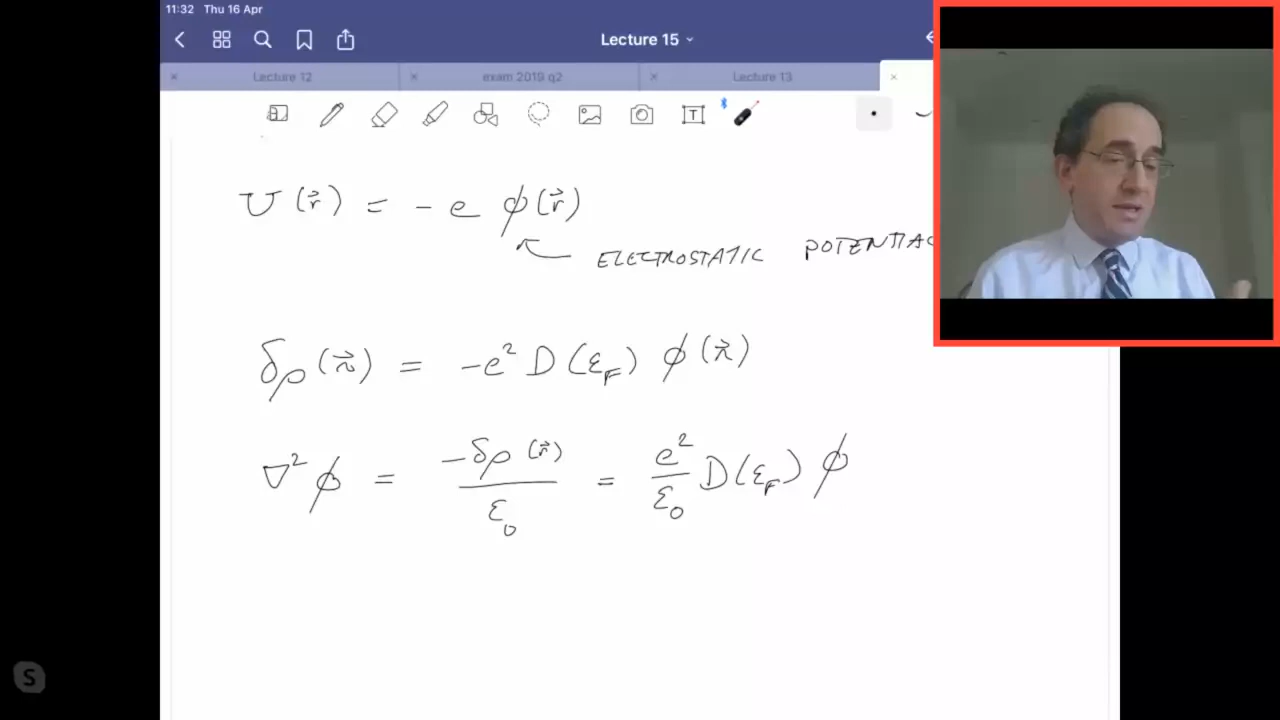 11:32 Thu 16 Apr
Lecture 15
Lecture 12 exam 2019 q2 Lecture 13
T
U(r⃗) = -e ϕ(r⃗)
ELECTROSTATIC POTENTIAL
δρ(r⃗) = -e² D(ε_F) ϕ(r⃗)
∇²ϕ = -δρ(r⃗)/ε₀ = e²/ε₀ D(ε_F) ϕ
S